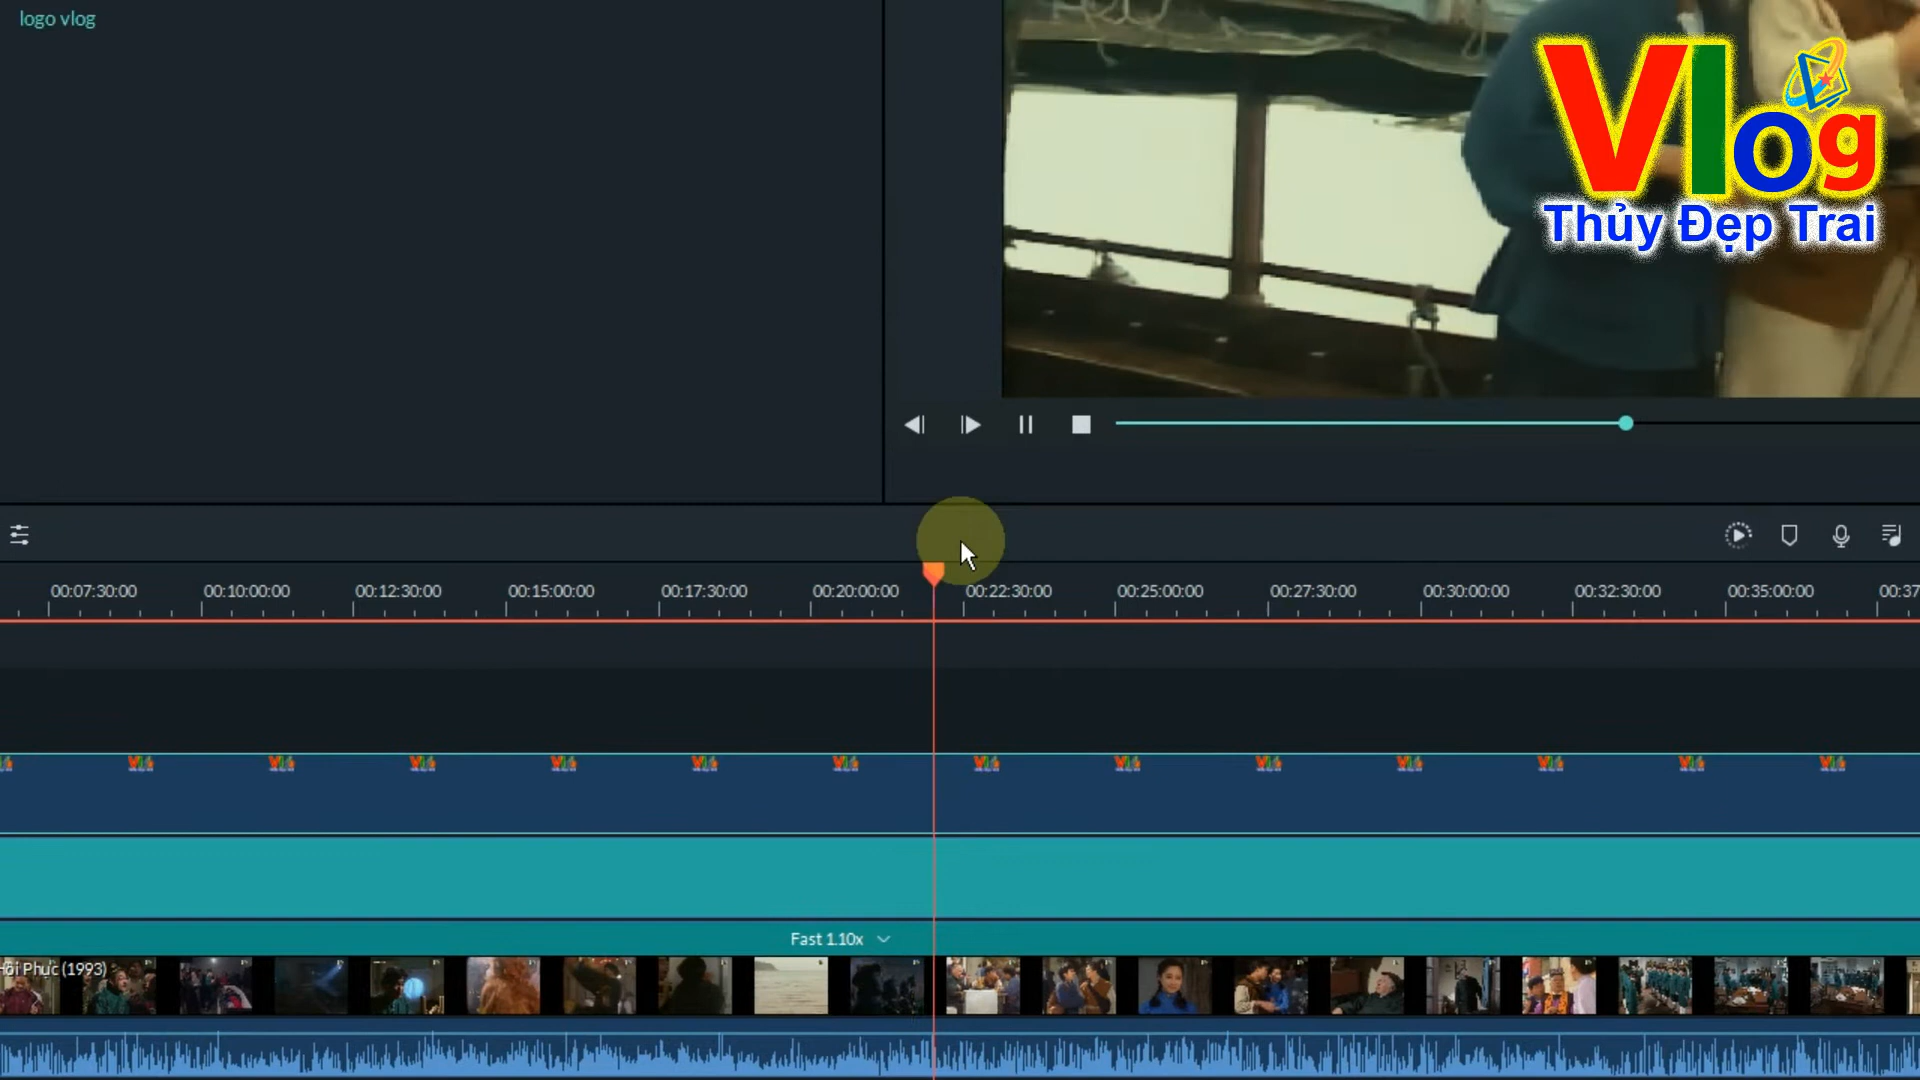 logo vlog
Vlog
Thủy Đẹp Trai
00:07:30:00
00:10:00:00
00:12:30:00
00:15:00:00
00:17:30:00
00:20:00:00
00:22:30:00
00:25:00:00
00:27:30:00
00:30:00:00
00:32:30:00
00:35:00:00
00:37
Fast 1.10x
Hồi Phục (1993)